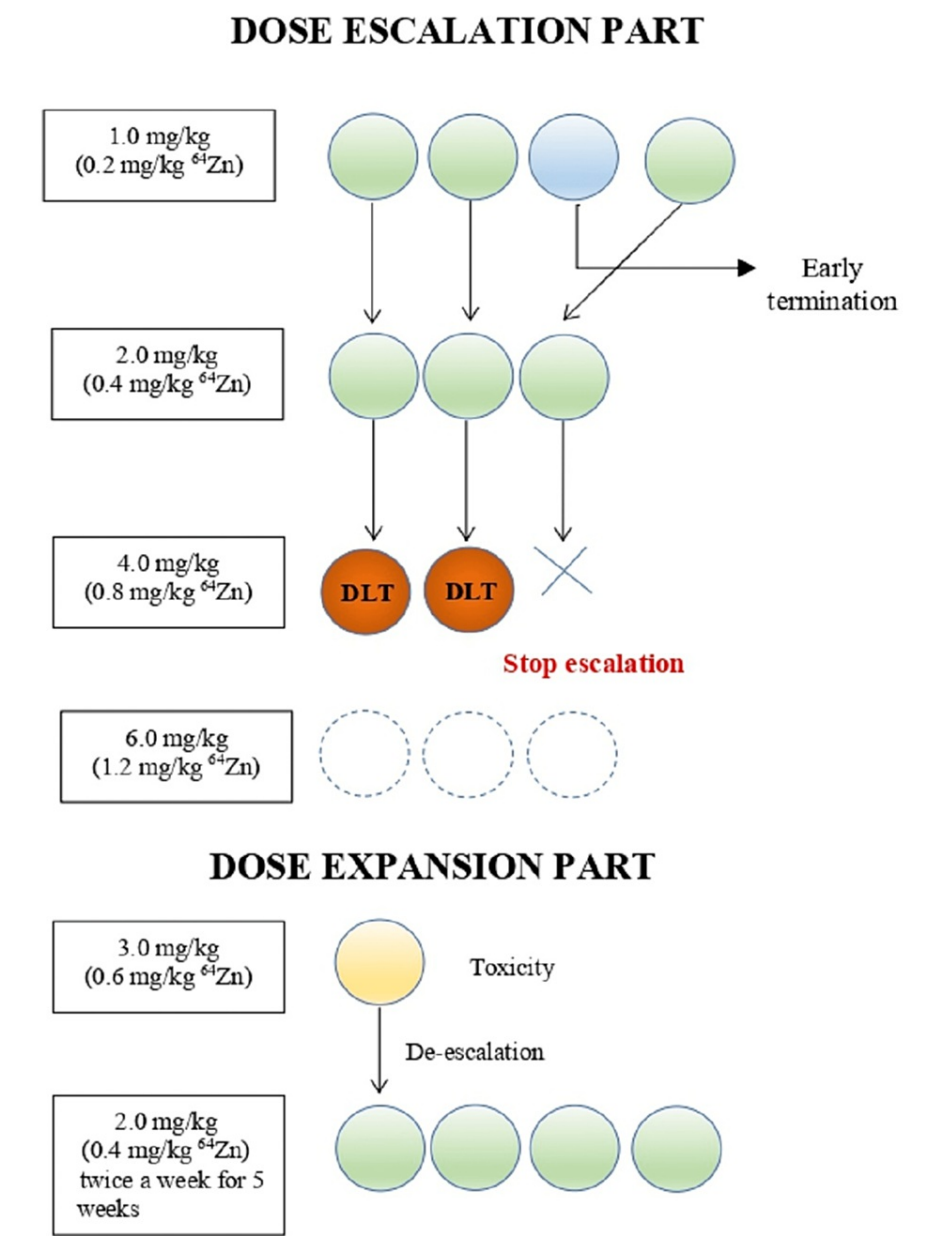 DOSE ESCALATION PART
1.0 mg/kg
(0.2 mg/kg ⁶⁴Zn)
Early
termination
2.0 mg/kg
(0.4 mg/kg ⁶⁴Zn)
4.0 mg/kg
(0.8 mg/kg ⁶⁴Zn)
DLT
DLT
Stop escalation
6.0 mg/kg
(1.2 mg/kg ⁶⁴Zn)
DOSE EXPANSION PART
3.0 mg/kg
(0.6 mg/kg ⁶⁴Zn)
Toxicity
De-escalation
2.0 mg/kg
(0.4 mg/kg ⁶⁴Zn)
twice a week for 5
weeks